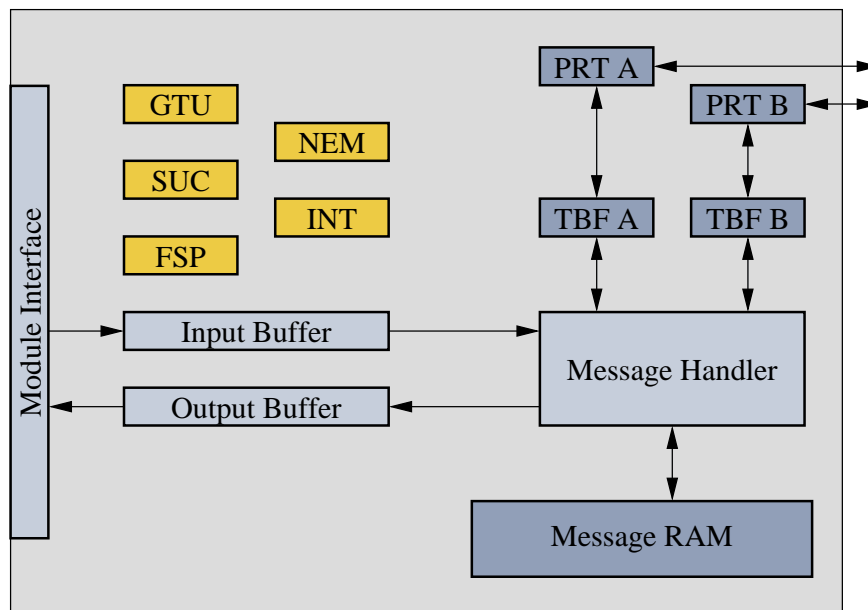 PRT A
GTU
PRT B
NEM
SUC
INT
TBF A
TBF B
FSP
Module Interface
Input Buffer
Message Handler
Output Buffer
Message RAM